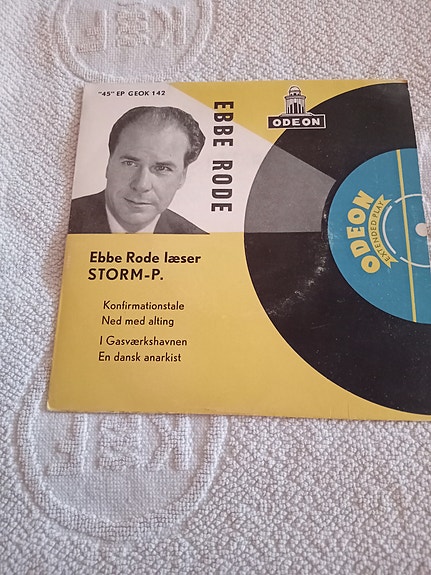 "45" EP GEOK 142
EBBE RODE
ODEON
Ebbe Rode læser
STORM-P.
Konfirmationstale
Ned med alting
I Gasværkshavnen
En dansk anarkist
ODEON
EXTENDED PLAY